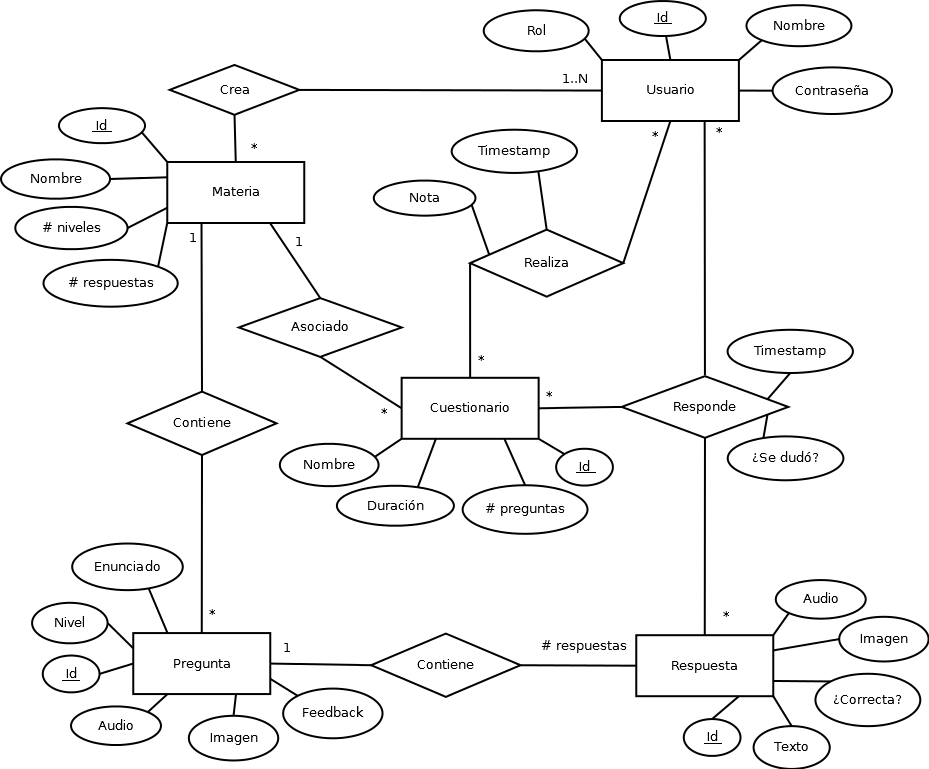 Rol
Id
Nombre
Crea
1..N
Usuario
Contraseña
Id
*
*
*
Timestamp
Nombre
Materia
Nota
# niveles
1
1
Realiza
# respuestas
Asociado
Timestamp
*
*
*
Cuestionario
Responde
Contiene
Nombre
Id
¿Se dudó?
Duración
# preguntas
Enunciado
*
*
Audio
Nivel
Imagen
1
# respuestas
Pregunta
Contiene
Respuesta
Id
¿Correcta?
Feedback
Audio
Imagen
Id
Texto